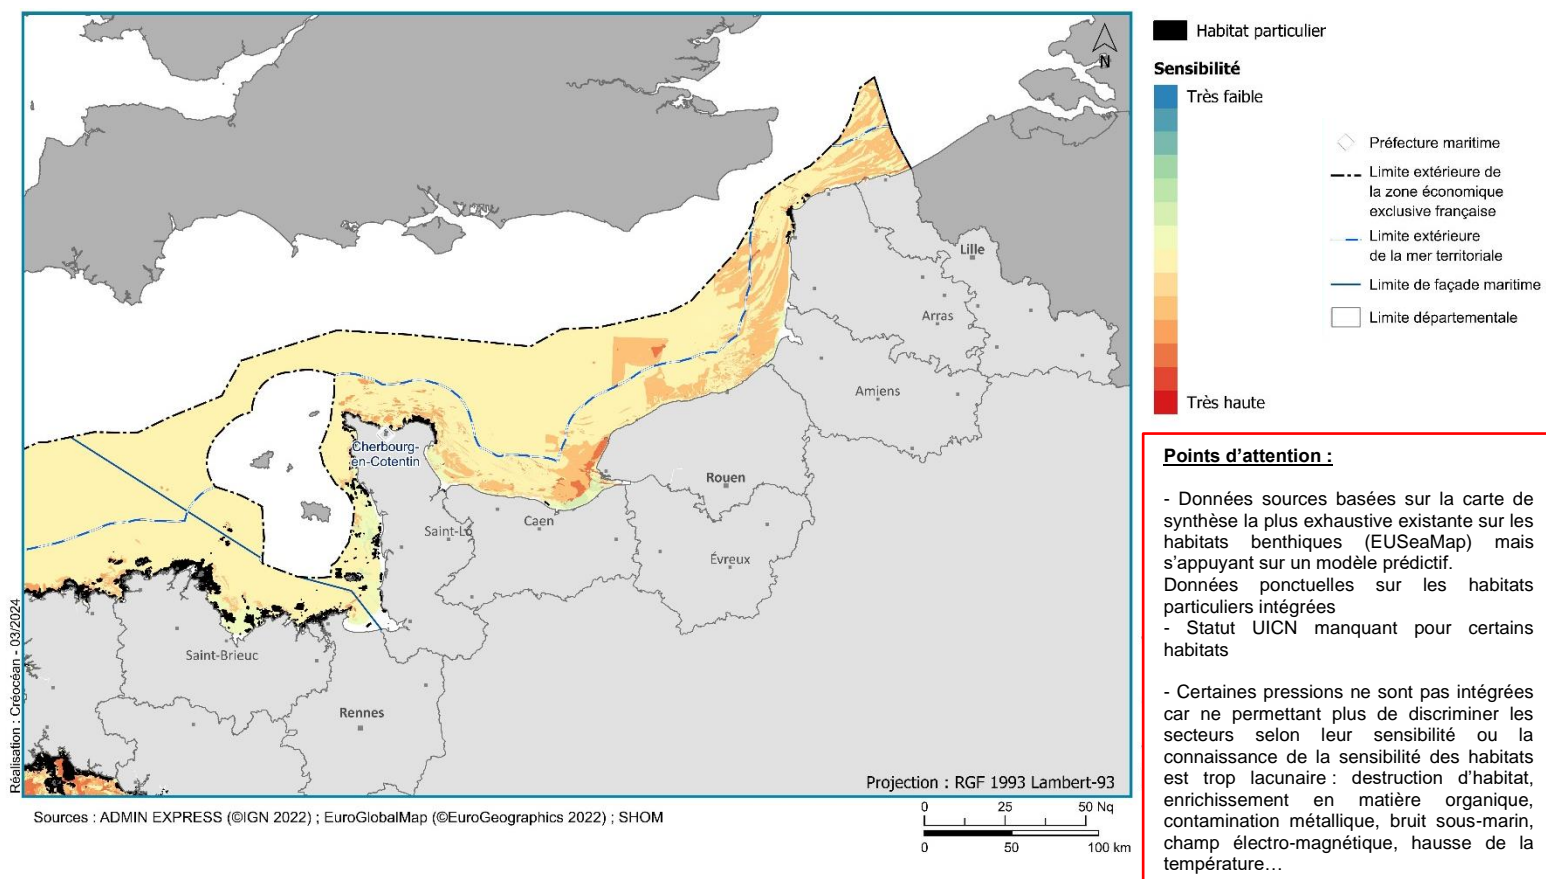 N
Lille
Arras
Amiens
Cherbourg-
en-Cotentin
Rouen
Caen
Saint-Lô
Évreux
Saint-Brieuc
Rennes
Réalisation : Créocéan - 03/2024
Projection : RGF 1993 Lambert-93
Sources : ADMIN EXPRESS (©IGN 2022) ; EuroGlobalMap (©EuroGeographics 2022) ; SHOM
0 25 50 Nq
0 50 100 km
Habitat particulier
Sensibilité
Très faible
Très haute
Préfecture maritime
Limite extérieure de
la zone économique
exclusive française
Limite extérieure
de la mer territoriale
Limite de façade maritime
Limite départementale
Points d’attention :
- Données sources basées sur la carte de
synthèse la plus exhaustive existante sur les
habitats benthiques (EUSeaMap) mais
s’appuyant sur un modèle prédictif.
Données ponctuelles sur les habitats
particuliers intégrées
- Statut UICN manquant pour certains
habitats
- Certaines pressions ne sont pas intégrées
car ne permettant plus de discriminer les
secteurs selon leur sensibilité ou la
connaissance de la sensibilité des habitats
est trop lacunaire : destruction d’habitat,
enrichissement en matière organique,
contamination métallique, bruit sous-marin,
champ électro-magnétique, hausse de la
température…